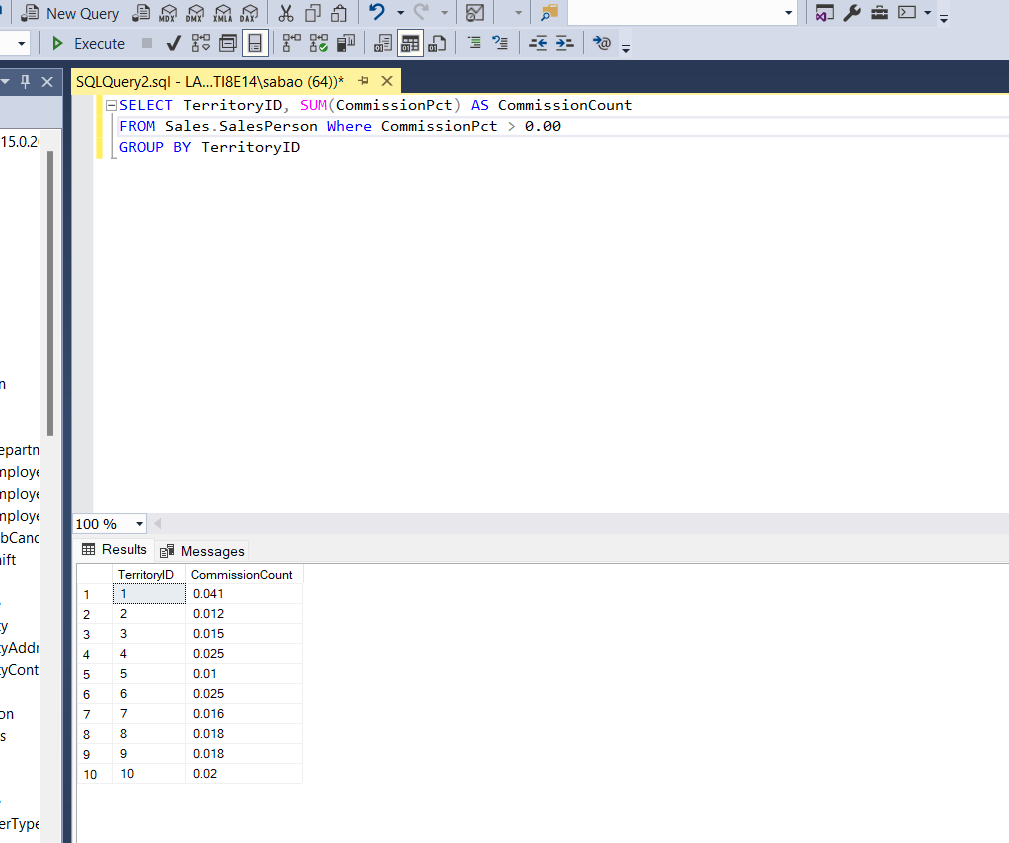 New Query MDX DMX XMLA DAX
Execute
SQLQuery2.sql - LA...TI8E14\sabao (64))*
SELECT TerritoryID, SUM(CommissionPct) AS CommissionCount
15.0.20
FROM Sales.SalesPerson Where CommissionPct > 0.00
GROUP BY TerritoryID
n
epartm
mploye
mploye
mploye
100 %
bCanc
Results Messages
ift
TerritoryID CommissionCount
1 1 0.041
2 2 0.012
ty
3 3 0.015
yAddr
4 4 0.025
yCont
5 5 0.01
6 6 0.025
on
7 7 0.016
s
8 8 0.018
9 9 0.018
10 10 0.02
erType